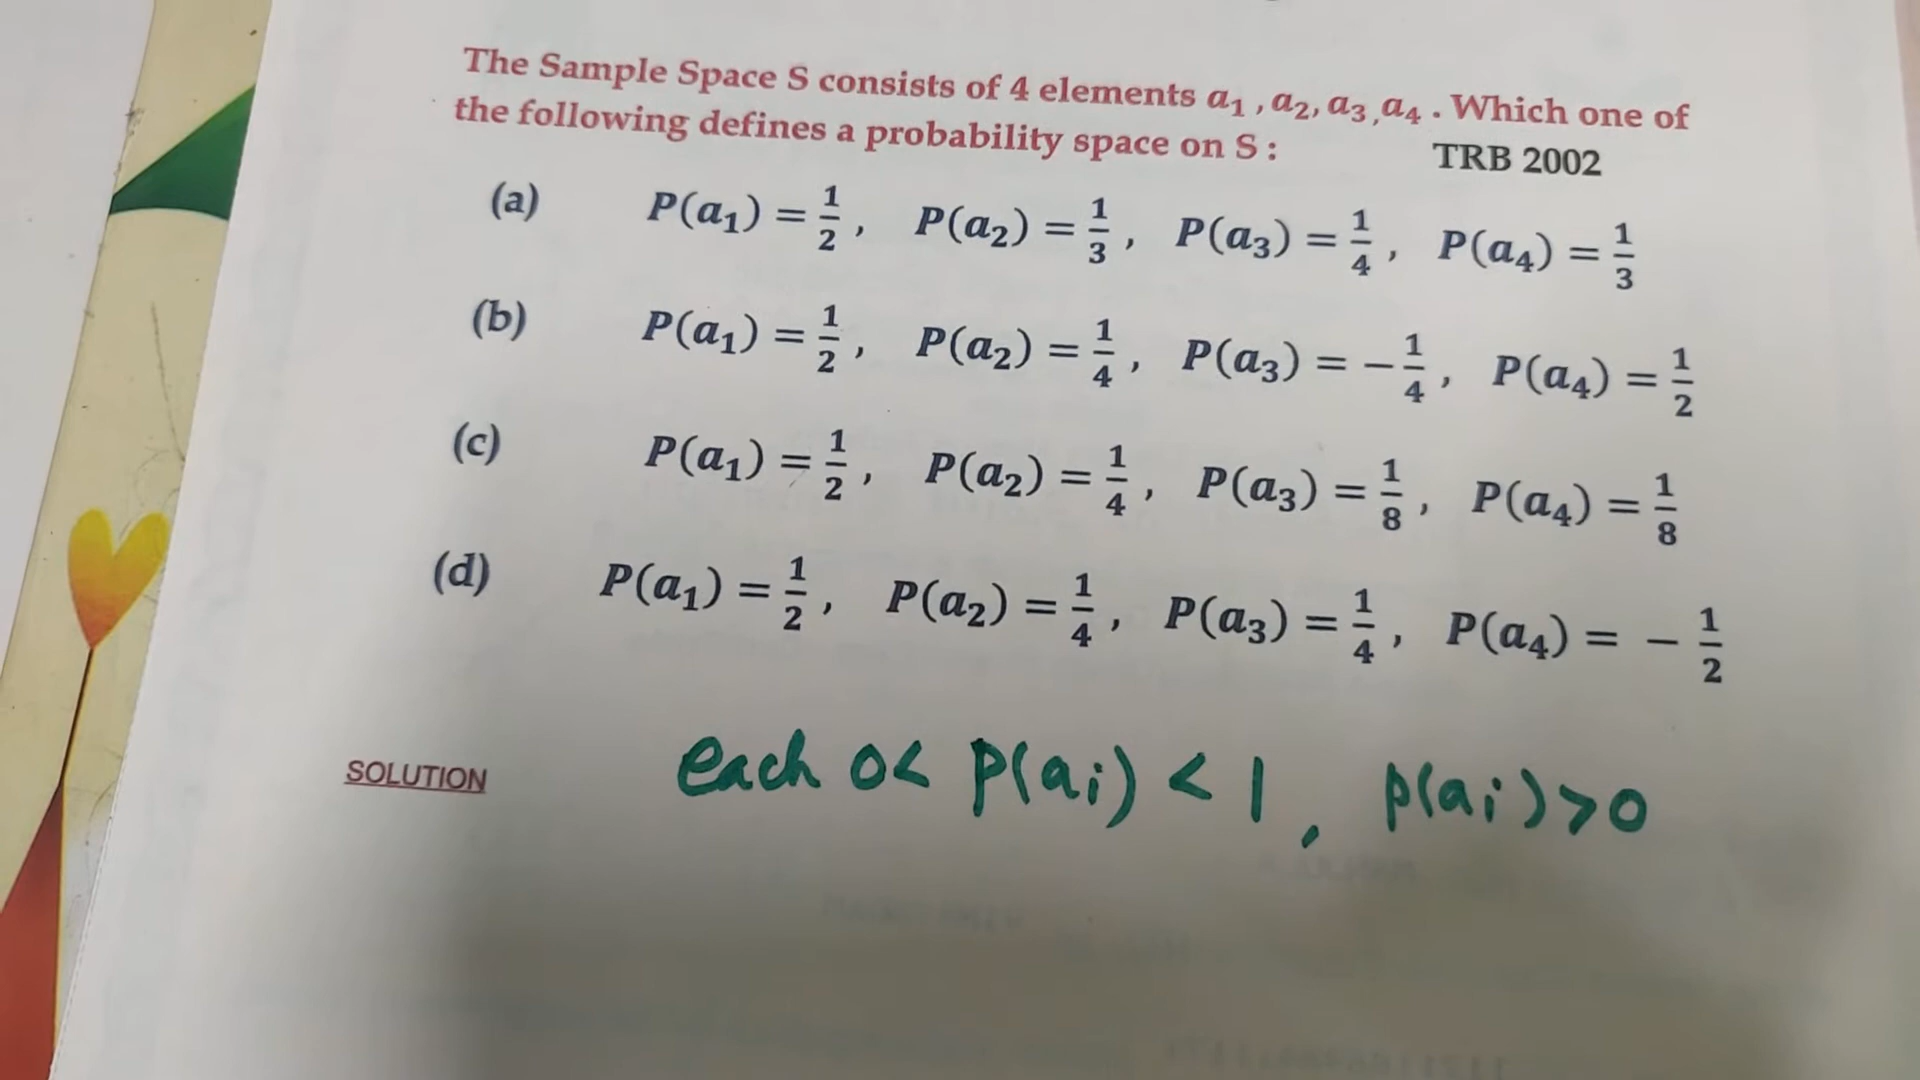 The Sample Space S consists of 4 elements a₁ , a₂, a₃ ,a₄ . Which one of
the following defines a probability space on S : TRB 2002
(a) P(a₁) = 1/2 , P(a₂) = 1/3 , P(a₃) = 1/4 , P(a₄) = 1/3
(b) P(a₁) = 1/2 , P(a₂) = 1/4 , P(a₃) = −1/4 , P(a₄) = 1/2
(c) P(a₁) = 1/2 , P(a₂) = 1/4 , P(a₃) = 1/8 , P(a₄) = 1/8
(d) P(a₁) = 1/2 , P(a₂) = 1/4 , P(a₃) = 1/4 , P(a₄) = − 1/2
SOLUTION each 0< p(ai) < 1 , p(ai)>0